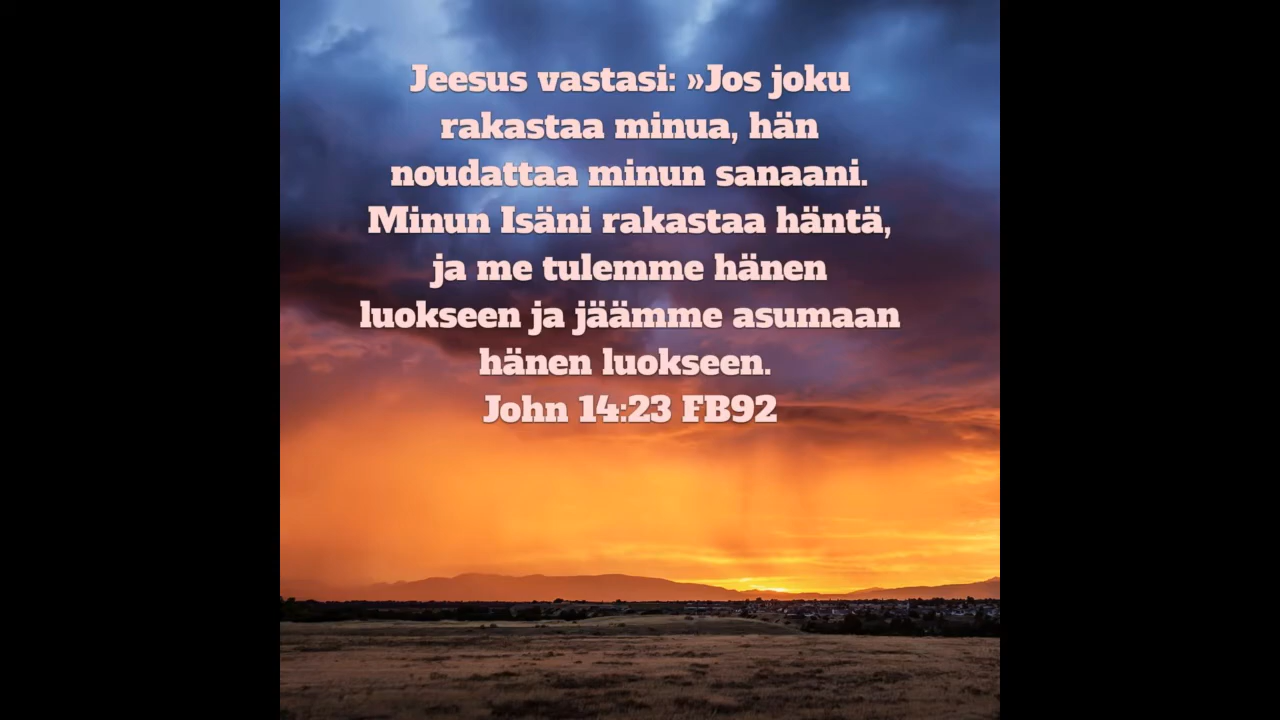 Jeesus vastasi: »Jos joku
rakastaa minua, hän
noudattaa minun sanaani.
Minun Isäni rakastaa häntä,
ja me tulemme hänen
luokseen ja jäämme asumaan
hänen luokseen.
John 14:23 FB92